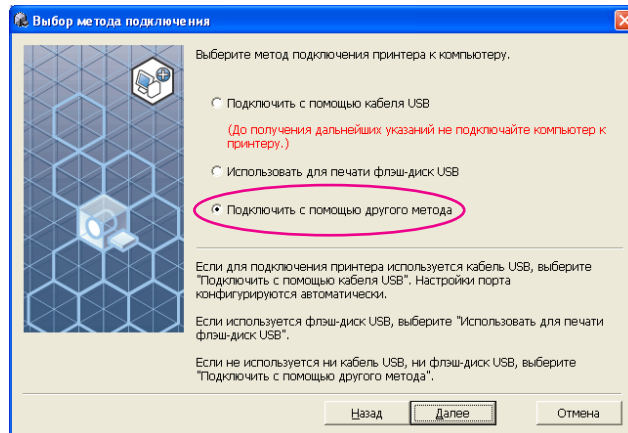 Выбор метода подключения
Выберите метод подключения принтера к компьютеру.
Подключить с помощью кабеля USB
(До получения дальнейших указаний не подключайте компьютер к
принтеру.)
Использовать для печати флэш-диск USB
Подключить с помощью другого метода
Если для подключения принтера используется кабель USB, выберите
"Подключить с помощью кабеля USB". Настройки порта
конфигурируются автоматически.
Если используется флэш-диск USB, выберите "Использовать для печати
флэш-диск USB".
Если не используется ни кабель USB, ни флэш-диск USB, выберите
"Подключить с помощью другого метода".
Назад Далее Отмена